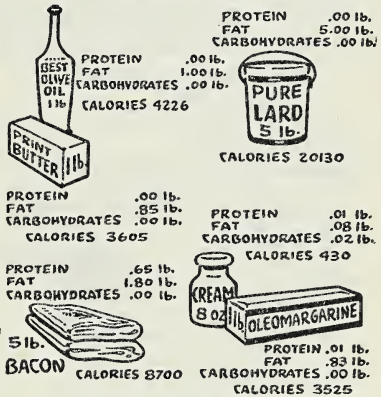 BEST
OLIVE
OIL
1 lb
PROTEIN .00 lb.
FAT 1.00 lb.
CARBOHYDRATES .00 lb.
CALORIES 4226
PRINT
BUTTER 1 lb
PROTEIN .00 lb.
FAT .85 lb.
CARBOHYDRATES .00 lb.
CALORIES 3605
PROTEIN .00 lb.
FAT 5.00 lb.
CARBOHYDRATES .00 lb
PURE
LARD
5 lb.
CALORIES 20130
PROTEIN .01 lb.
FAT .08 lb.
CARBOHYDRATES .02 lb.
CALORIES 430
CREAM
8 oz
1 lb OLEOMARGARINE
PROTEIN .01 lb.
FAT .83 lb.
CARBOHYDRATES .00 lb.
CALORIES 3525
PROTEIN .65 lb.
FAT 1.80 lb.
CARBOHYDRATES .00 lb.
5 lb.
BACON
CALORIES 8700